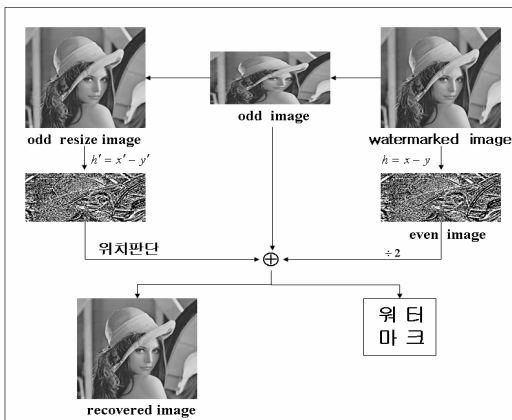 odd resize image
odd image
watermarked image
h' = x' − y'
h = x − y
even image
위치판단
÷2
워 터
마 크
recovered image